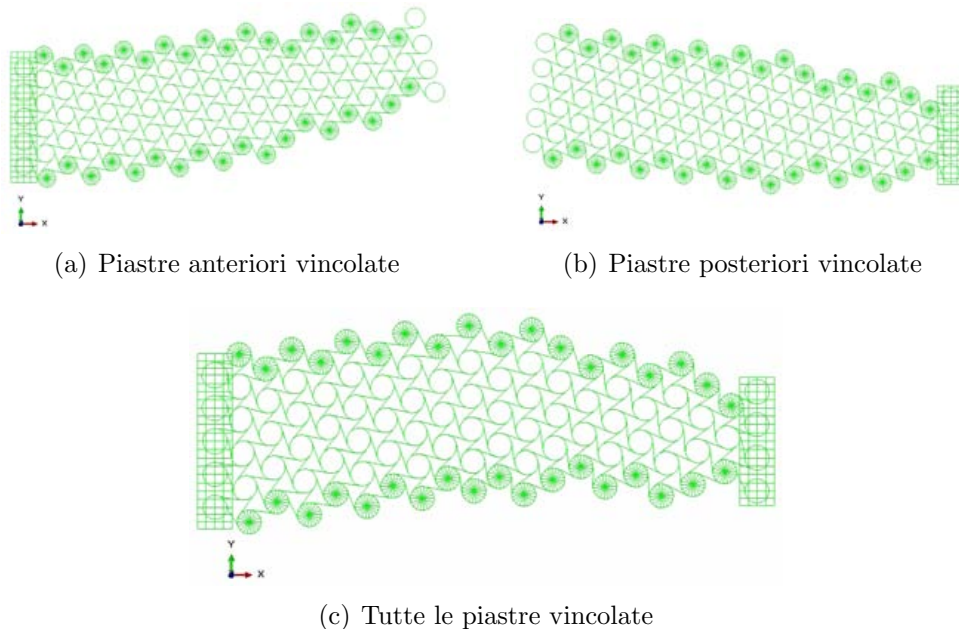 Y
X
Y
X
(a) Piastre anteriori vincolate
(b) Piastre posteriori vincolate
Y
X
(c) Tutte le piastre vincolate